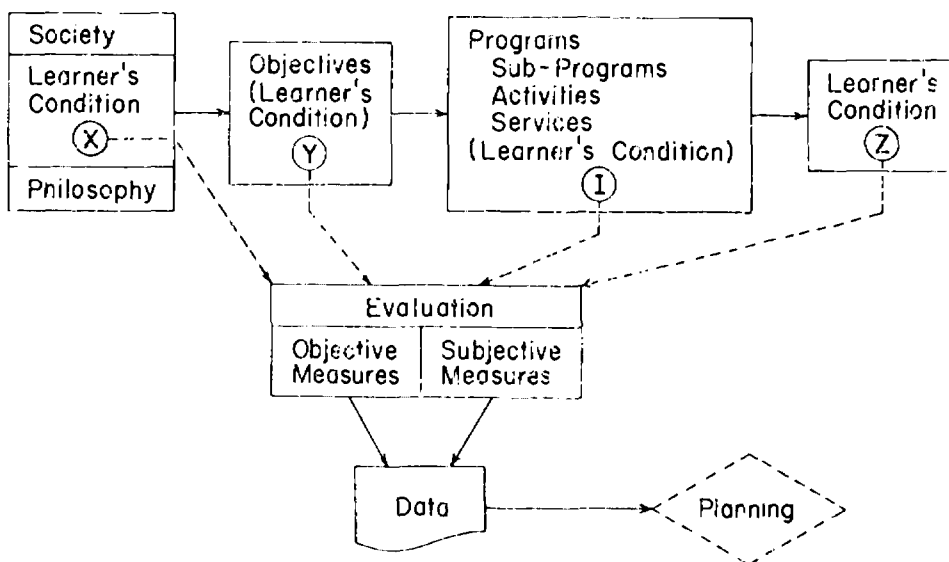 Society
Learner's
Condition
X
Philosophy
Objectives
(Learner's
Condition)
Y
Programs
Sub-Programs
Activities
Services
(Learner's Condition)
I
Learner's
Condition
Z
Evaluation
Objective
Measures
Subjective
Measures
Data
Planning